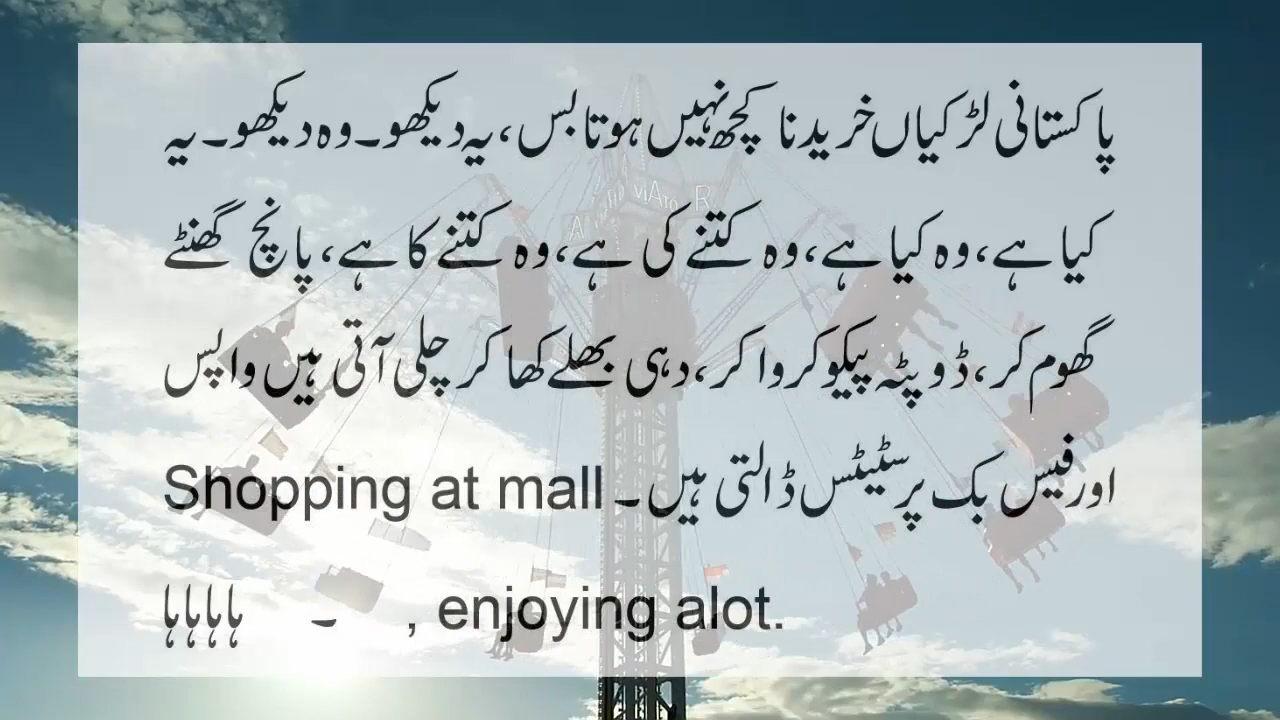 پاکستانی لڑکیاں خریدنا کچھ نہیں ہوتا بس، یہ دیکھو۔ وہ دیکھو۔ یہ
کیا ہے، وہ کیا ہے، وہ کتنے کی ہے، وہ کتنے کا ہے، پانچ گھنٹے
گھوم کر، ڈوپٹہ پیکو کروا کر، دہی بھلے کھا کر چلی آتی ہیں واپس
اور فیس بک پر سٹیٹس ڈالتی ہیں۔ Shopping at mall
, enjoying alot. ۔ ہاہاہاہا